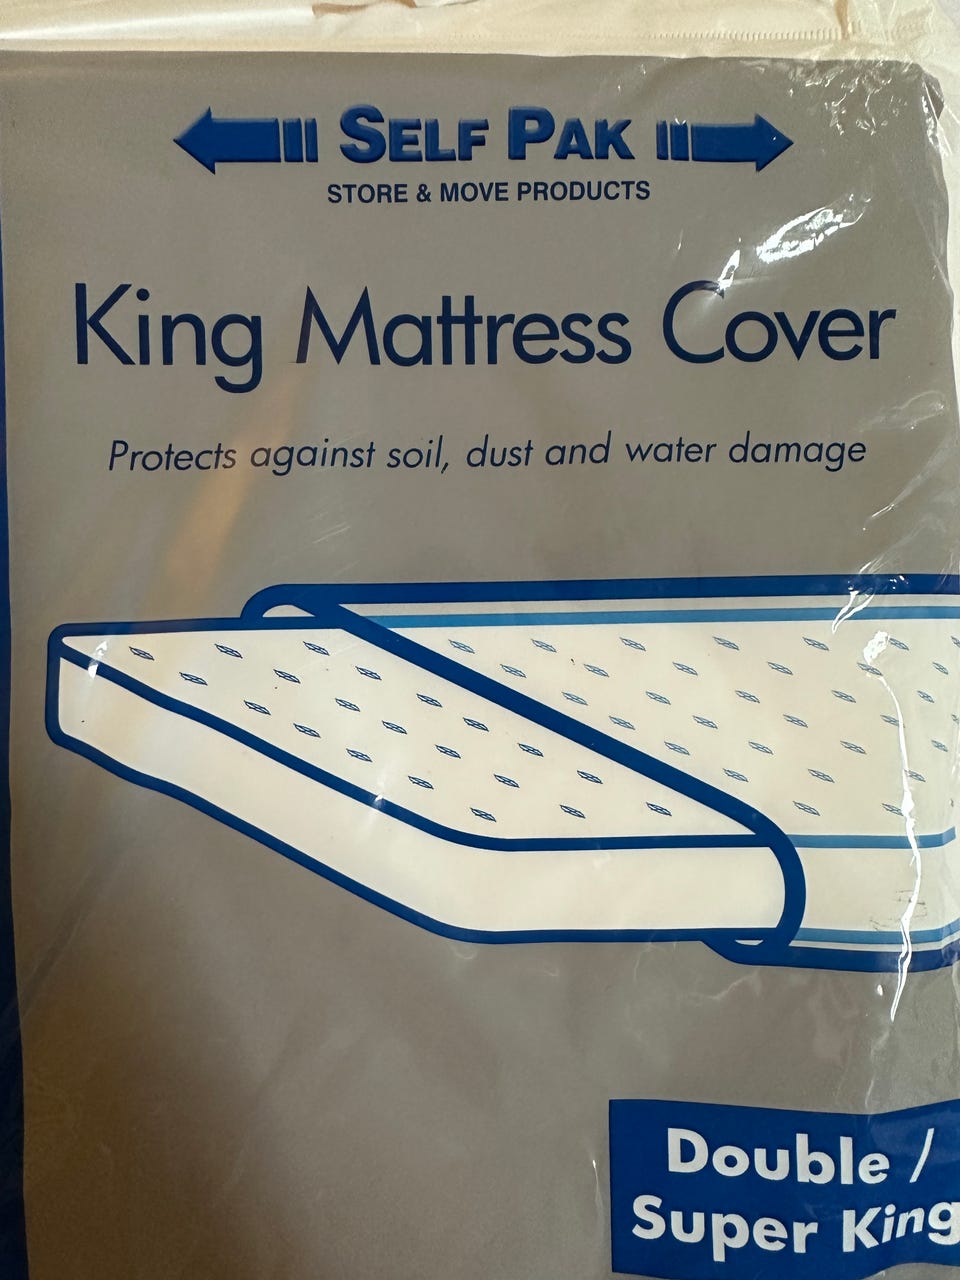 SELF PAK
STORE & MOVE PRODUCTS
King Mattress Cover
Protects against soil, dust and water damage
Double /
Super King